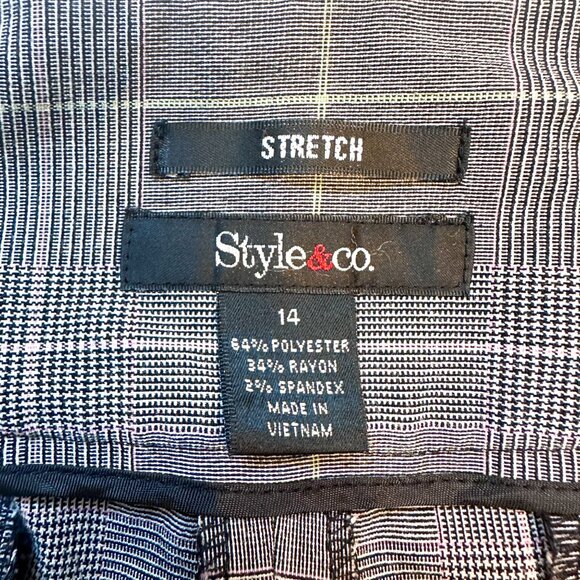 STRETCH
Style&co.
14
64% POLYESTER
34% RAYON
2% SPANDEX
MADE IN
VIETNAM